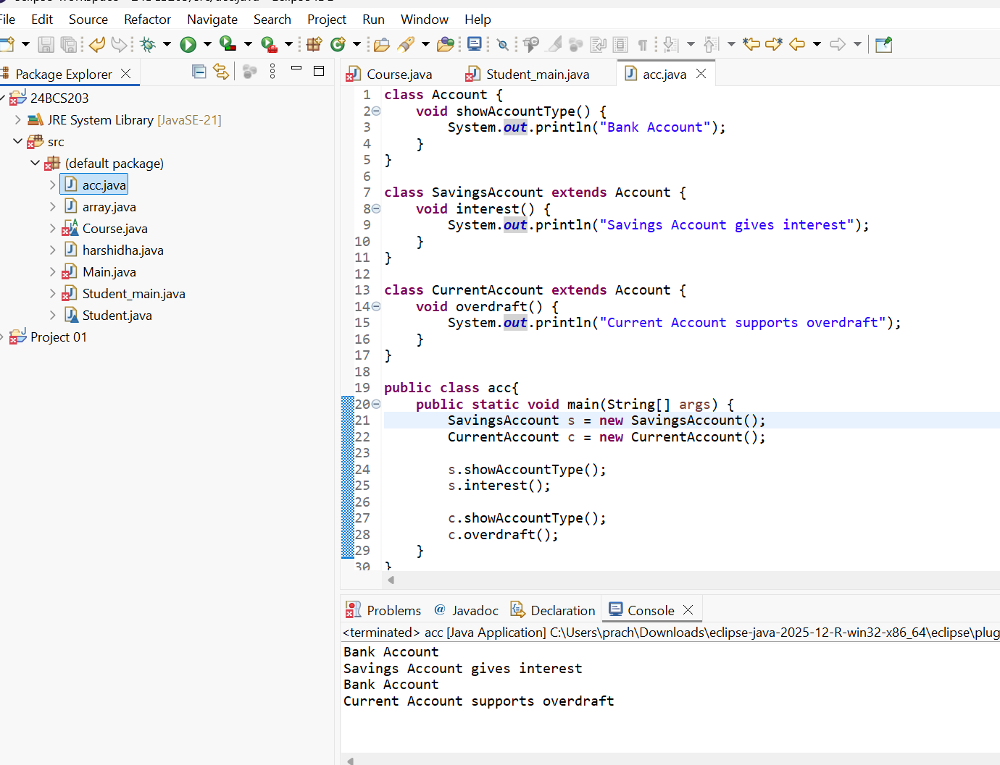 File Edit Source Refactor Navigate Search Project Run Window Help
Package Explorer
Course.java Student_main.java acc.java
24BCS203
JRE System Library [JavaSE-21]
src
(default package)
acc.java
array.java
Course.java
harshidha.java
Main.java
Student_main.java
Student.java
Project 01
1 class Account {
2 void showAccountType() {
3 System.out.println("Bank Account");
4 }
5 }
6
7 class SavingsAccount extends Account {
8 void interest() {
9 System.out.println("Savings Account gives interest");
10 }
11 }
12
13 class CurrentAccount extends Account {
14 void overdraft() {
15 System.out.println("Current Account supports overdraft");
16 }
17 }
18
19 public class acc{
20 public static void main(String[] args) {
21 SavingsAccount s = new SavingsAccount();
22 CurrentAccount c = new CurrentAccount();
23
24 s.showAccountType();
25 s.interest();
26
27 c.showAccountType();
28 c.overdraft();
29 }
30 }
Problems @ Javadoc Declaration Console
<terminated> acc [Java Application] C:\Users\prach\Downloads\eclipse-java-2025-12-R-win32-x86_64\eclipse\plug
Bank Account
Savings Account gives interest
Bank Account
Current Account supports overdraft